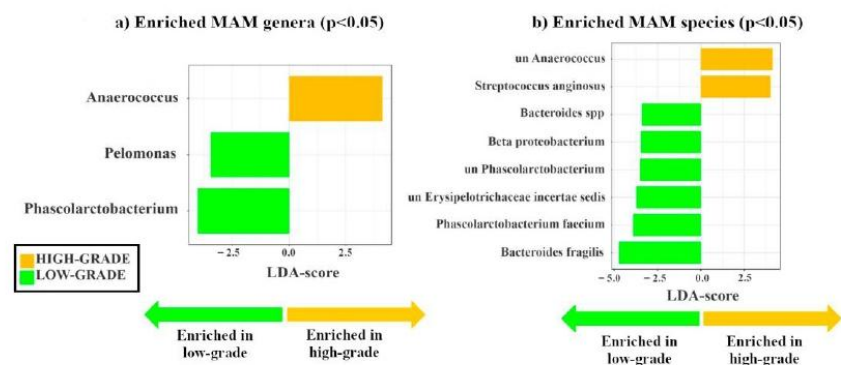 a) Enriched MAM genera (p<0.05)
Anaerococcus
Pelomonas
Phascolarctobacterium
−2.5 0.0 2.5
LDA-score
HIGH-GRADE
LOW-GRADE
Enriched in
low-grade
Enriched in
high-grade
b) Enriched MAM species (p<0.05)
un Anaerococcus
Streptococcus anginosus
Bacteroides spp
Beta proteobacterium
un Phascolarctobacterium
un Erysipelotrichaceae incertae sedis
Phascolarctobacterium faecium
Bacteroides fragilis
−5.0 −2.5 0.0 2.5
LDA-score
Enriched in
low-grade
Enriched in
high-grade